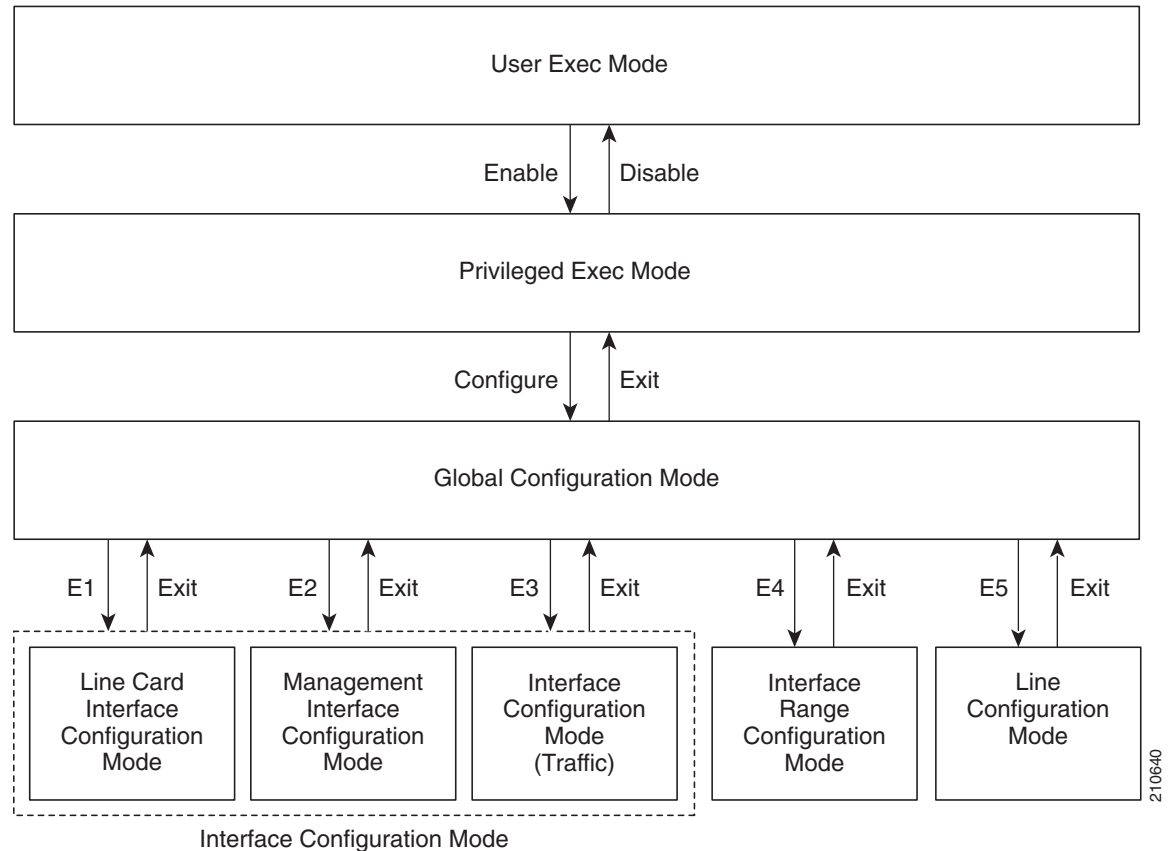 User Exec Mode
Enable
Disable
Privileged Exec Mode
Configure
Exit
Global Configuration Mode
E1
Exit
E2
Exit
E3
Exit
E4
Exit
E5
Exit
Line Card
Interface
Configuration
Mode
Management
Interface
Configuration
Mode
Interface
Configuration
Mode
(Traffic)
Interface
Range
Configuration
Mode
Line
Configuration
Mode
Interface Configuration Mode
210640